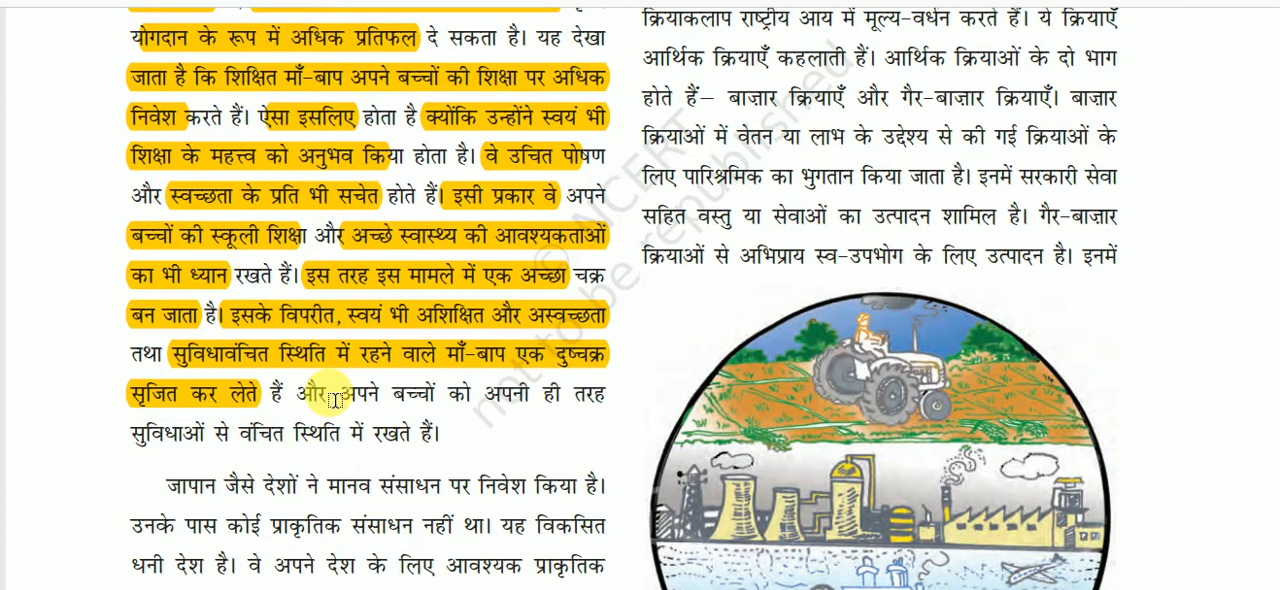 योगदान के रूप में अधिक प्रतिफल दे सकता है। यह देखा
जाता है कि शिक्षित माँ-बाप अपने बच्चों की शिक्षा पर अधिक
निवेश करते हैं। ऐसा इसलिए होता है क्योंकि उन्होंने स्वयं भी
शिक्षा के महत्त्व को अनुभव किया होता है। वे उचित पोषण
और स्वच्छता के प्रति भी सचेत होते हैं। इसी प्रकार वे अपने
बच्चों की स्कूली शिक्षा और अच्छे स्वास्थ्य की आवश्यकताओं
का भी ध्यान रखते हैं। इस तरह इस मामले में एक अच्छा चक्र
बन जाता है। इसके विपरीत, स्वयं भी अशिक्षित और अस्वच्छता
तथा सुविधावंचित स्थिति में रहने वाले माँ-बाप एक दुष्चक्र
सृजित कर लेते हैं और अपने बच्चों को अपनी ही तरह
सुविधाओं से वंचित स्थिति में रखते हैं।
जापान जैसे देशों ने मानव संसाधन पर निवेश किया है।
उनके पास कोई प्राकृतिक संसाधन नहीं था। यह विकसित
धनी देश है। वे अपने देश के लिए आवश्यक प्राकृतिक
क्रियाकलाप राष्ट्रीय आय में मूल्य-वर्धन करते हैं। ये क्रियाएँ
आर्थिक क्रियाएँ कहलाती हैं। आर्थिक क्रियाओं के दो भाग
होते हैं– बाज़ार क्रियाएँ और गैर-बाज़ार क्रियाएँ। बाज़ार
क्रियाओं में वेतन या लाभ के उद्देश्य से की गई क्रियाओं के
लिए पारिश्रमिक का भुगतान किया जाता है। इनमें सरकारी सेवा
सहित वस्तु या सेवाओं का उत्पादन शामिल है। गैर-बाज़ार
क्रियाओं से अभिप्राय स्व-उपभोग के लिए उत्पादन है। इनमें
© NCERT
not to be republished